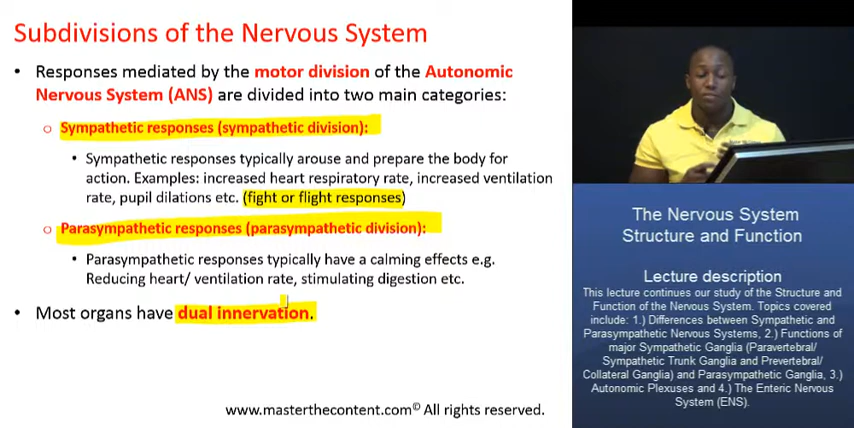 Subdivisions of the Nervous System
• Responses mediated by the motor division of the Autonomic
Nervous System (ANS) are divided into two main categories:
o Sympathetic responses (sympathetic division):
• Sympathetic responses typically arouse and prepare the body for
action. Examples: increased heart respiratory rate, increased ventilation
rate, pupil dilations etc. (fight or flight responses)
o Parasympathetic responses (parasympathetic division):
• Parasympathetic responses typically have a calming effects e.g.
Reducing heart/ ventilation rate, stimulating digestion etc.
• Most organs have dual innervation.
www.masterthecontent.com© All rights reserved.
The Nervous System
Structure and Function
Lecture description
This lecture continues our study of the Structure and
Function of the Nervous System. Topics covered
include: 1.) Differences between Sympathetic and
Parasympathetic Nervous Systems, 2.) Functions of
major Sympathetic Ganglia (Paravertebral/
Sympathetic Trunk Ganglia and Prevertebral/
Collateral Ganglia) and Parasympathetic Ganglia, 3.)
Autonomic Plexuses and 4.) The Enteric Nervous
System (ENS).